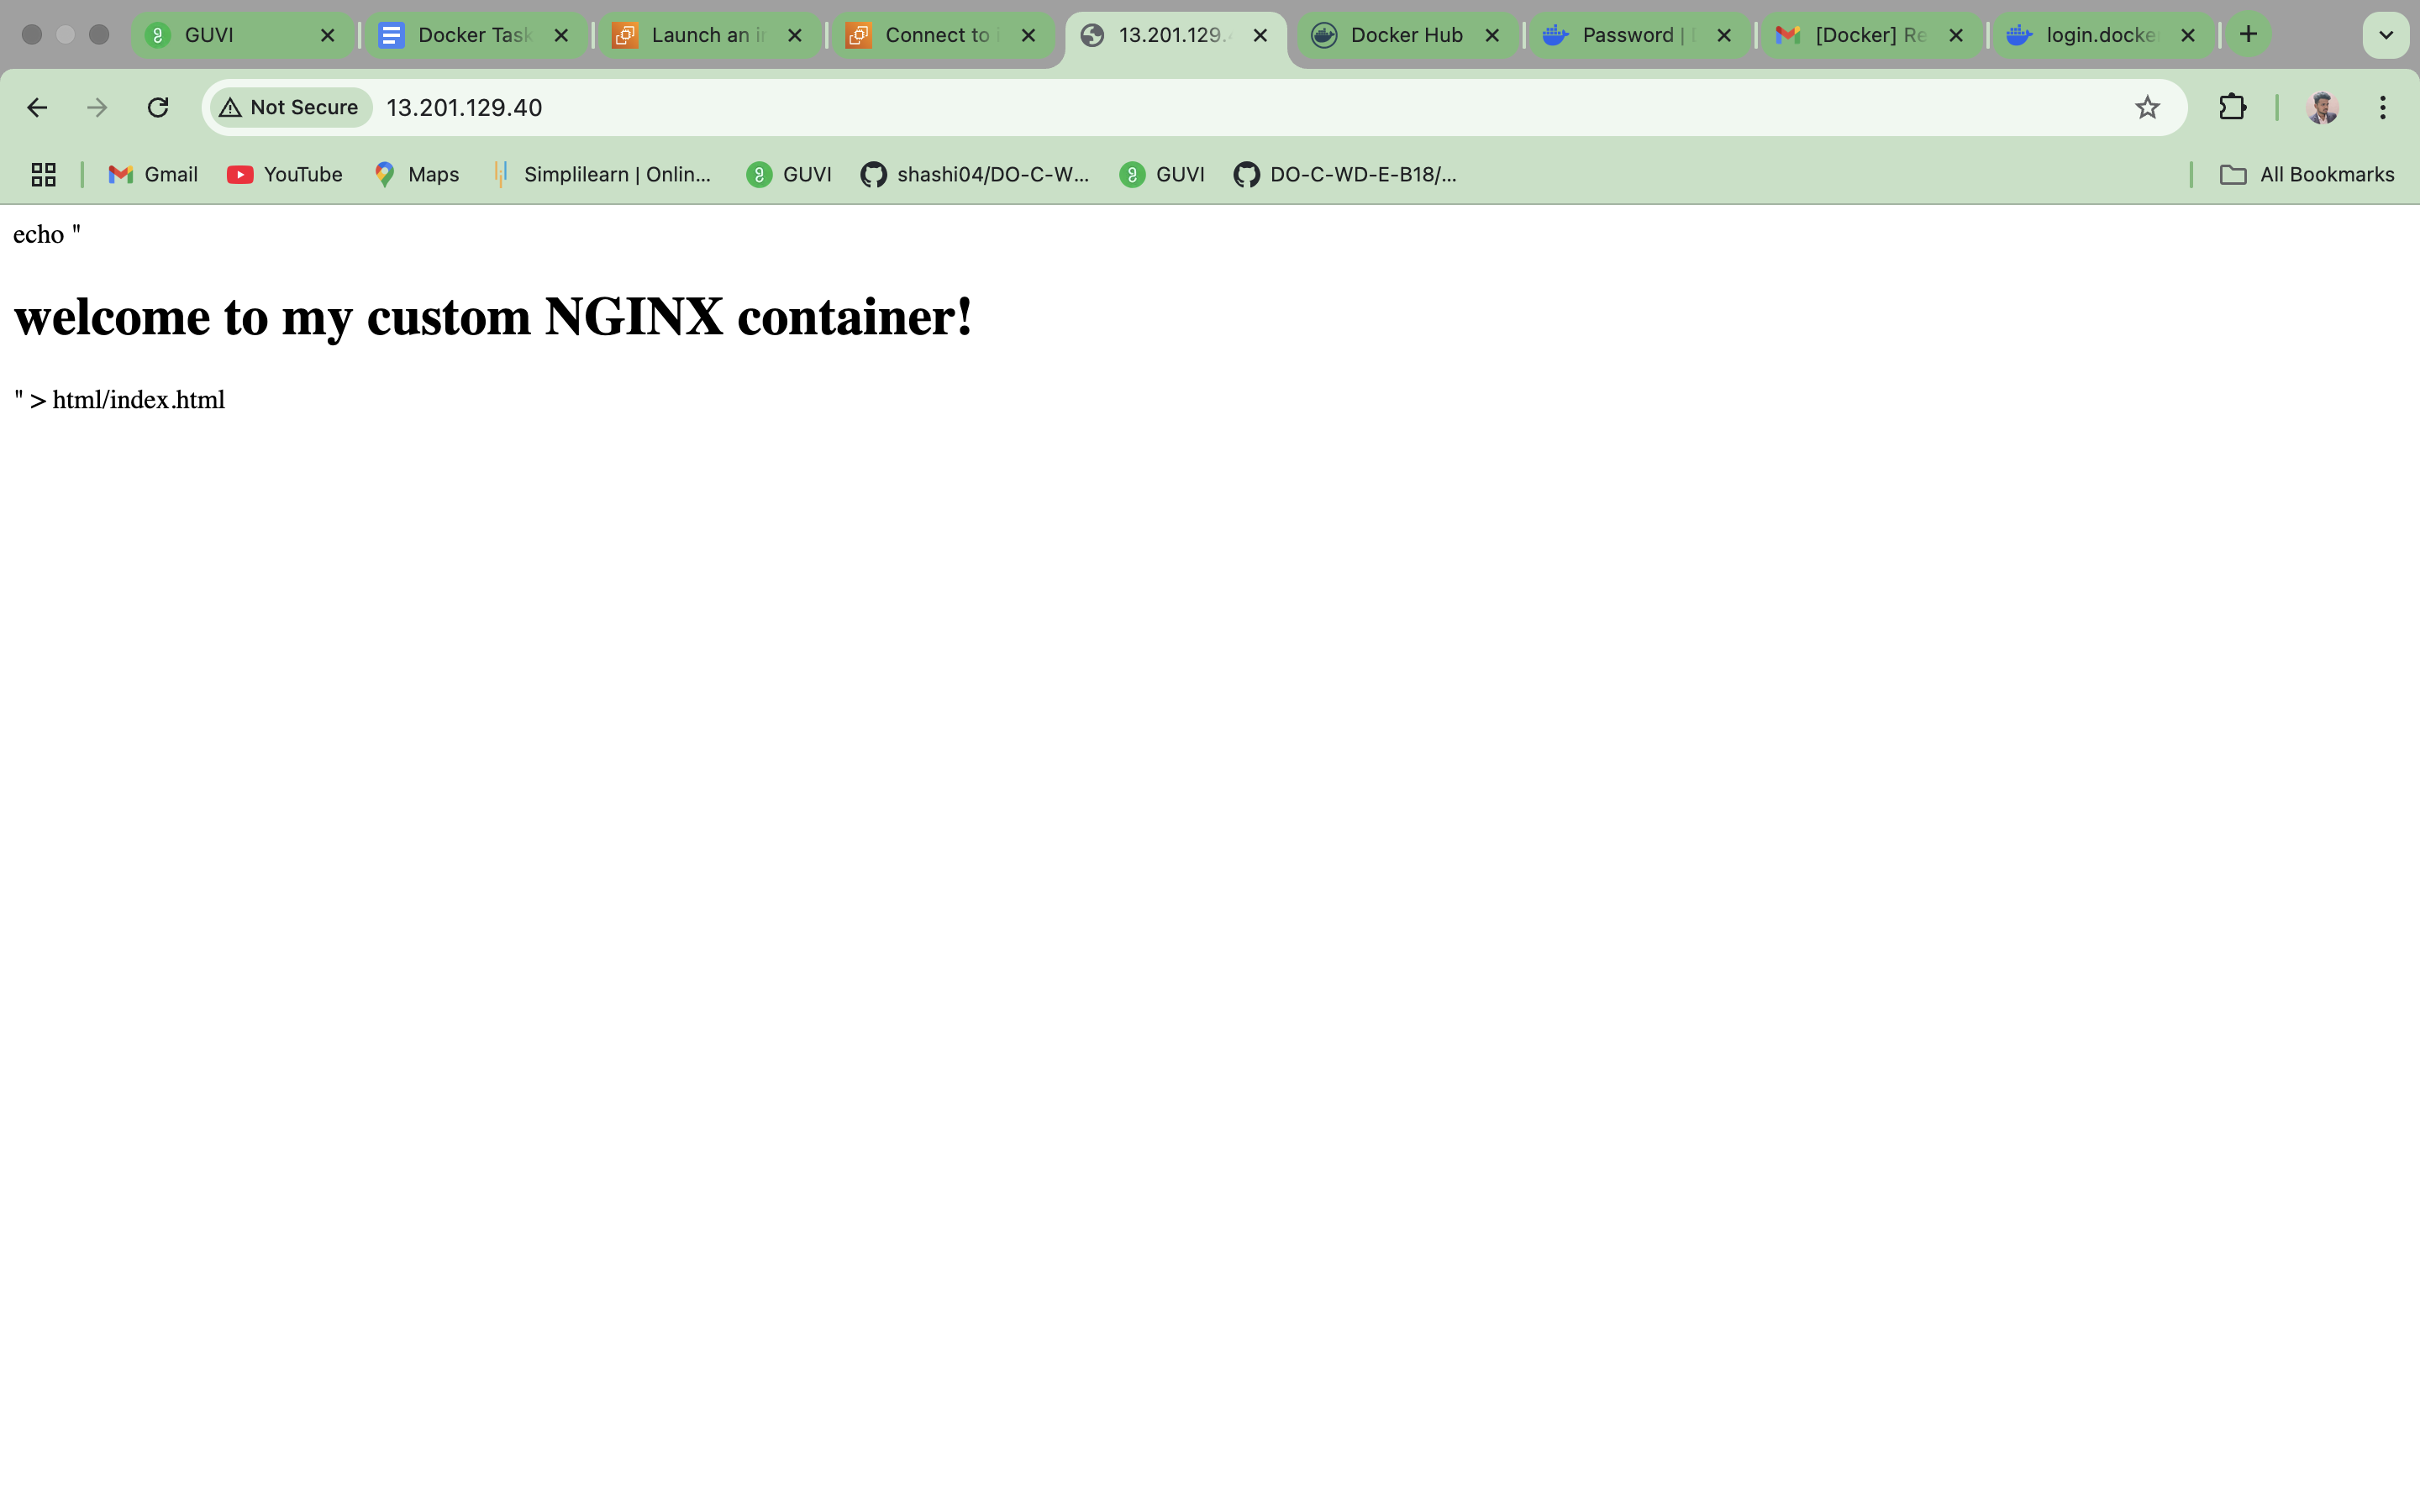 GUVI
Docker Task
Launch an in
Connect to i
13.201.129.4
Docker Hub
Password |
[Docker] Re
login.docke
Not Secure
13.201.129.40
Gmail
YouTube
Maps
Simplilearn | Onlin...
GUVI
shashi04/DO-C-W...
GUVI
DO-C-WD-E-B18/...
All Bookmarks
echo "
welcome to my custom NGINX container!
" > html/index.html